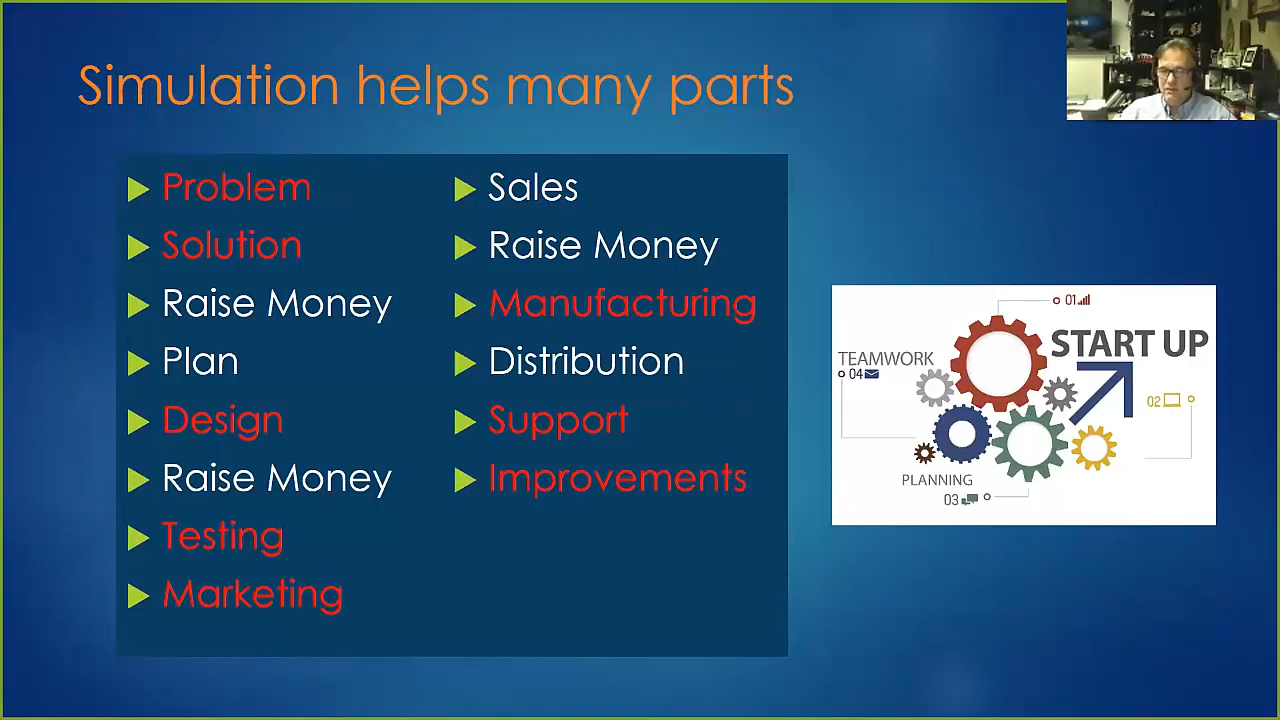 Simulation helps many parts
Problem
Solution
Raise Money
Plan
Design
Raise Money
Testing
Marketing
Sales
Raise Money
Manufacturing
Distribution
Support
Improvements
01
START UP
TEAMWORK
04
02
PLANNING
03